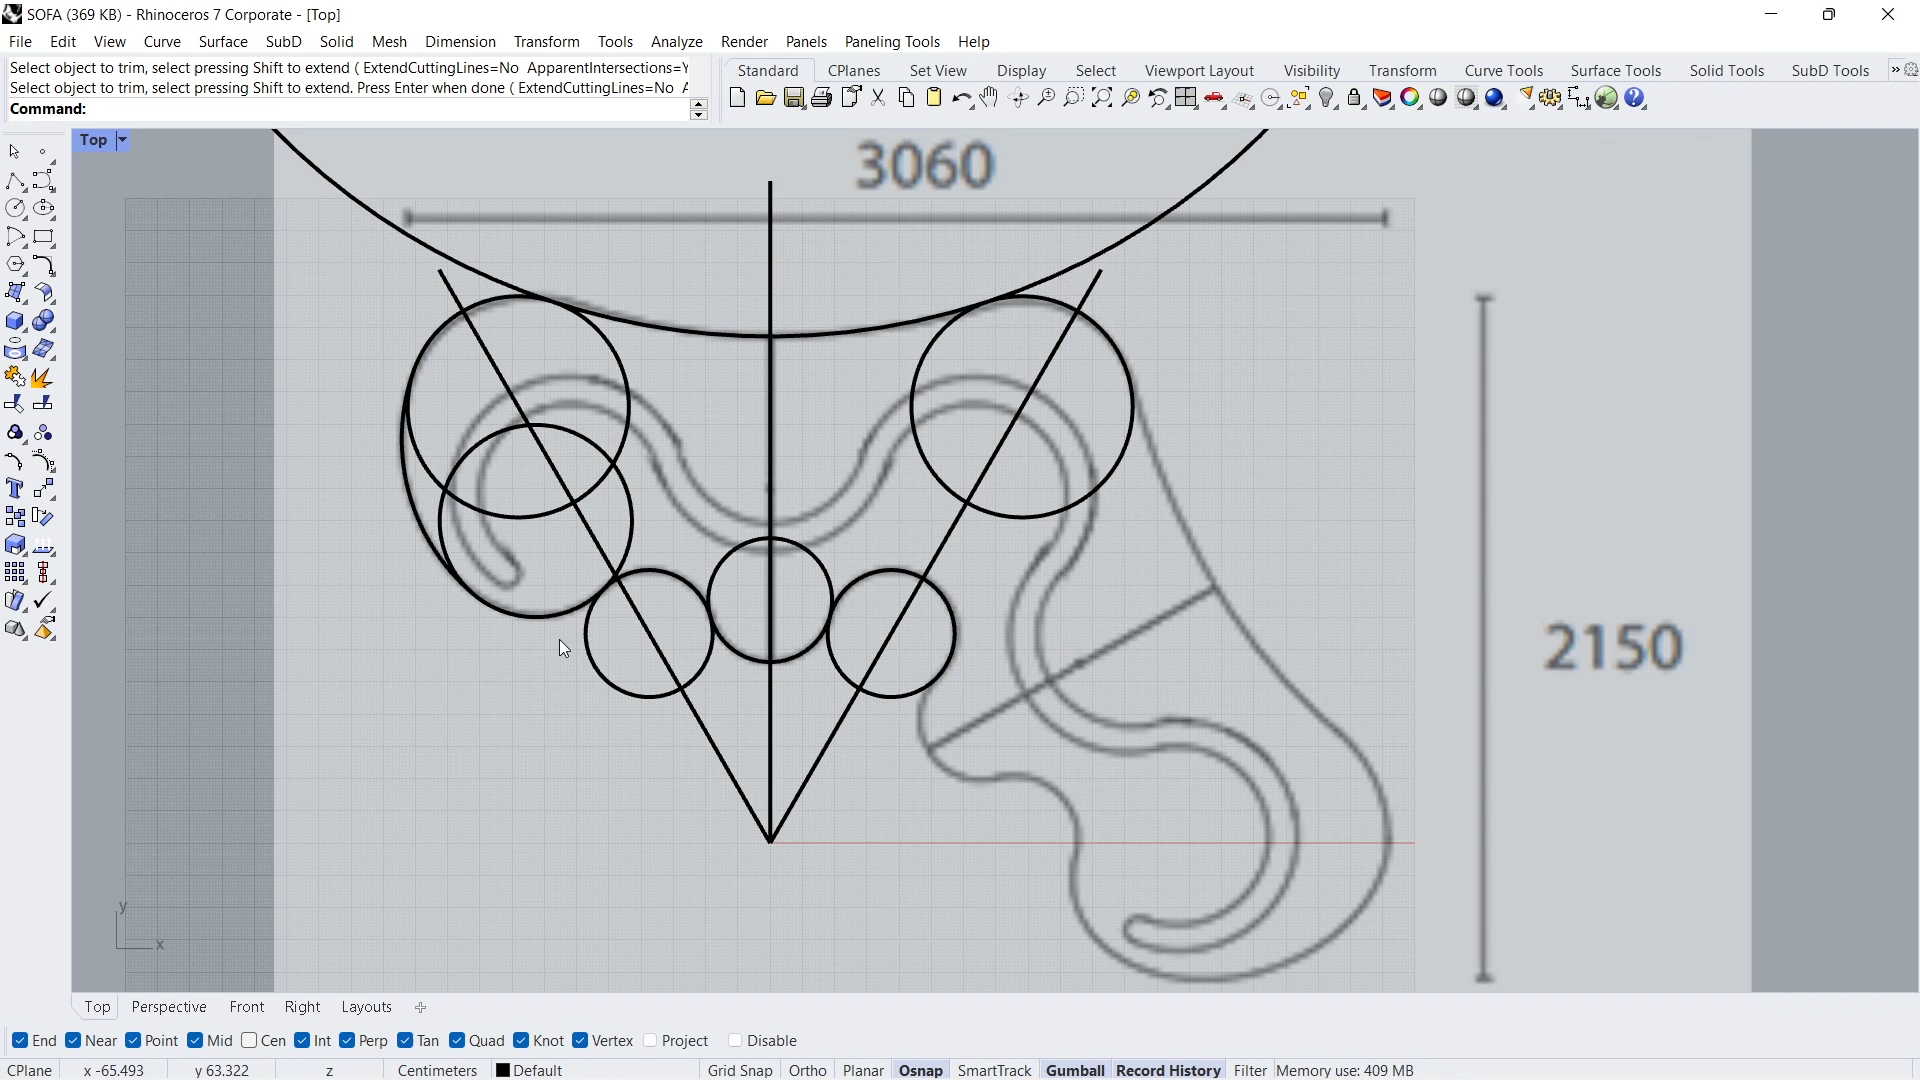 SOFA (369 KB) - Rhinoceros 7 Corporate - [Top]
File Edit View Curve Surface SubD Solid Mesh Dimension Transform Tools Analyze Render Panels Paneling Tools Help
Select object to trim, select pressing Shift to extend ( ExtendCuttingLines=No ApparentIntersections=Y
Select object to trim, select pressing Shift to extend. Press Enter when done ( ExtendCuttingLines=No A
Command:
Standard CPlanes Set View Display Select Viewport Layout Visibility Transform Curve Tools Surface Tools Solid Tools SubD Tools »
Top
3060
2150
y
x
Top Perspective Front Right Layouts
End Near Point Mid Cen Int Perp Tan Quad Knot Vertex Project Disable
CPlane x -65.493 y 63.322 z Centimeters Default Grid Snap Ortho Planar Osnap SmartTrack Gumball Record History Filter Memory use: 409 MB